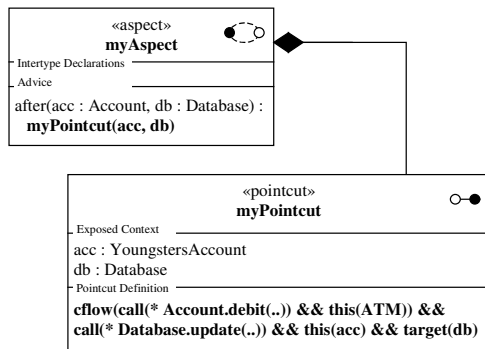 «aspect»
myAspect
Intertype Declarations
Advice
after(acc : Account, db : Database) :
myPointcut(acc, db)
«pointcut»
myPointcut
Exposed Context
acc : YoungstersAccount
db : Database
Pointcut Definition
cflow(call(* Account.debit(..)) && this(ATM)) &&
call(* Database.update(..)) && this(acc) && target(db)